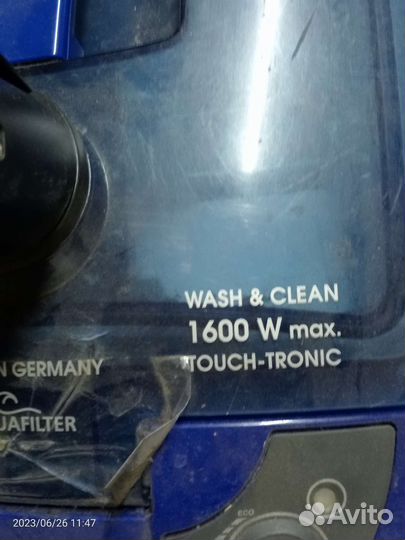 WASH & CLEAN
1600 W max.
TOUCH-TRONIC
N GERMANY
UAFILTER
ECO
2023/06/26 11:47
Avito